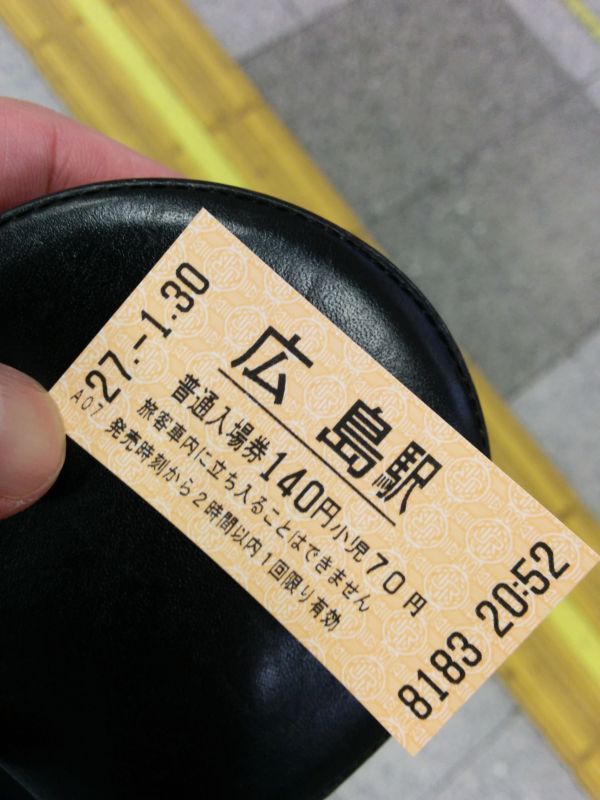 27.-1.30
A07
広島駅
普通入場券140円小児70円
旅客車内に立ち入ることはできません
発売時刻から2時間以内1回限り有効
8183 20:52